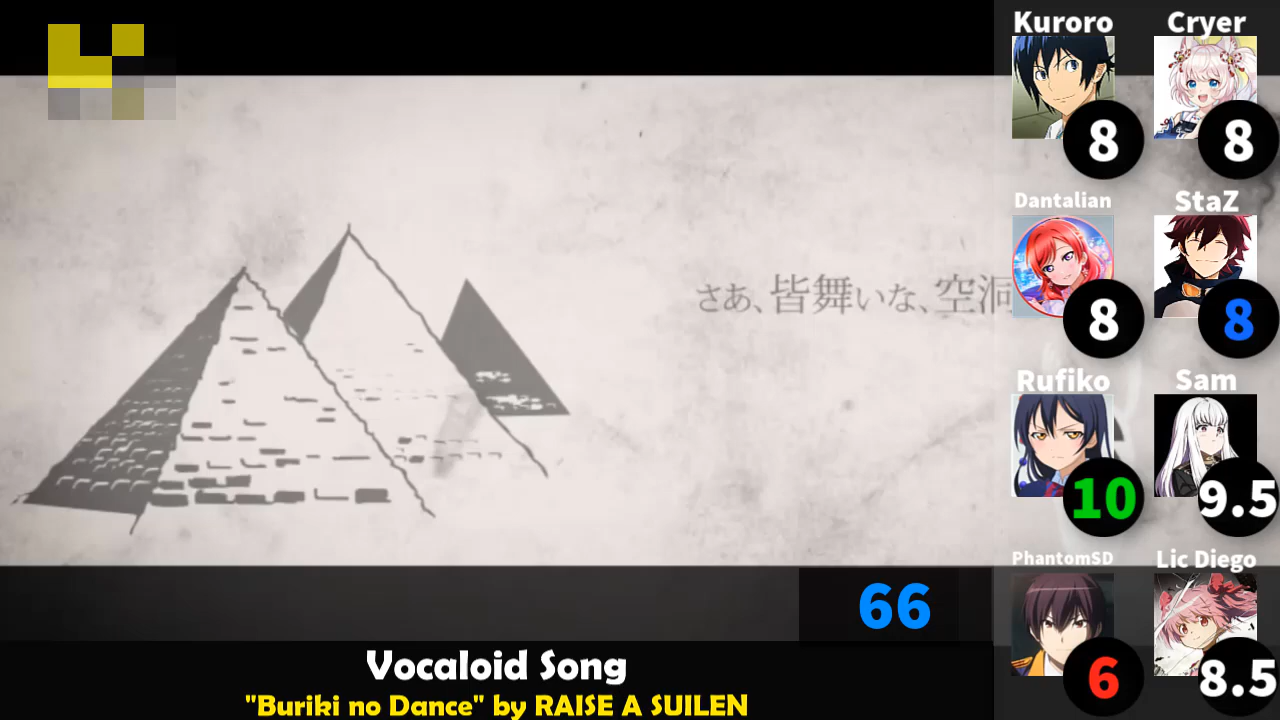 Kuroro
Cryer
8
8
Dantalian
StaZ
さあ、皆舞いな、空洞
8
8
Rufiko
Sam
10
9.5
PhantomSD
Lic Diego
66
6
8.5
Vocaloid Song
"Buriki no Dance" by RAISE A SUILEN